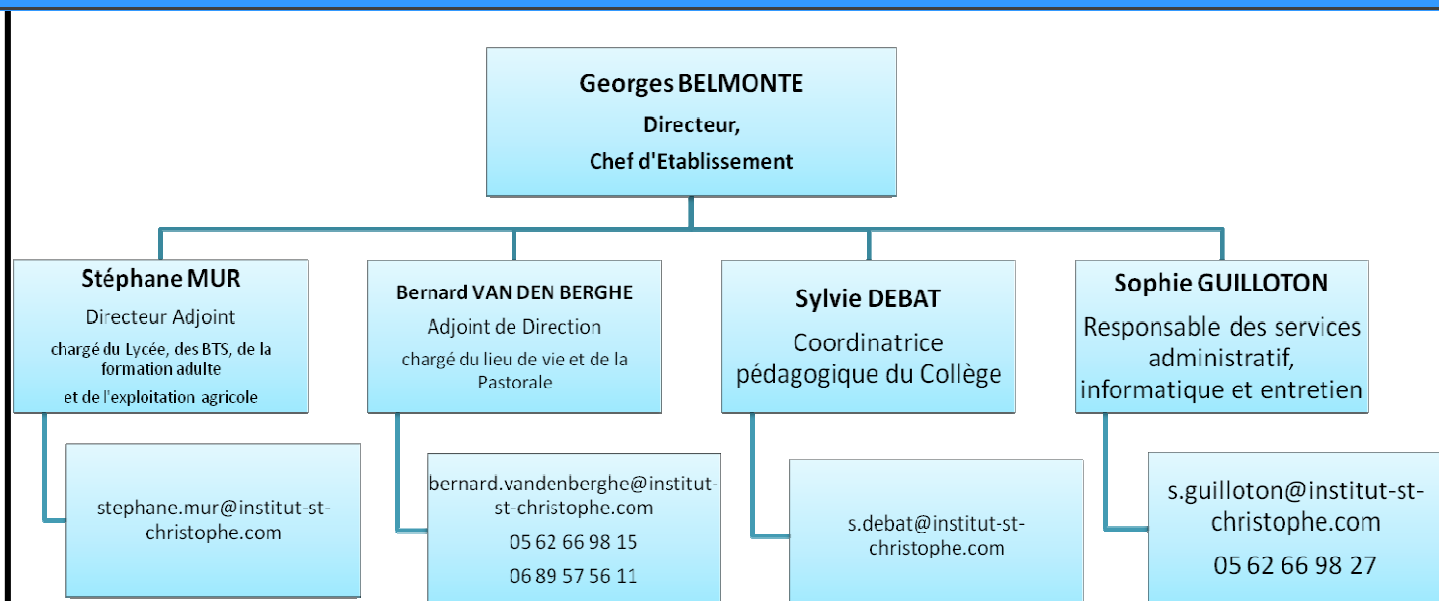 Georges BELMONTE
Directeur,
Chef d'Etablissement
Stéphane MUR
Directeur Adjoint
chargé du Lycée, des BTS, de la
formation adulte
et de l'exploitation agricole
Bernard VAN DEN BERGHE
Adjoint de Direction
chargé du lieu de vie et de la
Pastorale
Sylvie DEBAT
Coordinatrice
pédagogique du Collège
Sophie GUILLOTON
Responsable des services
administratif,
informatique et entretien
stephane.mur@institut-st-
christophe.com
bernard.vandenberghe@institut-
st-christophe.com
05 62 66 98 15
06 89 57 56 11
s.debat@institut-st-
christophe.com
s.guilloton@institut-st-
christophe.com
05 62 66 98 27